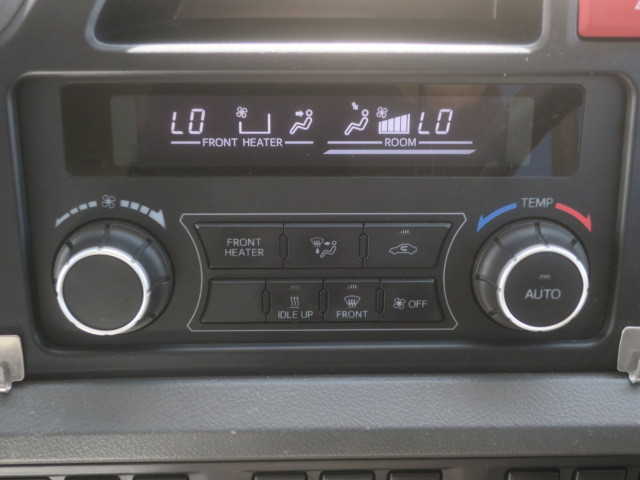 LO LO
FRONT HEATER ROOM
TEMP
FRONT
HEATER
AUTO
IDLE UP FRONT OFF